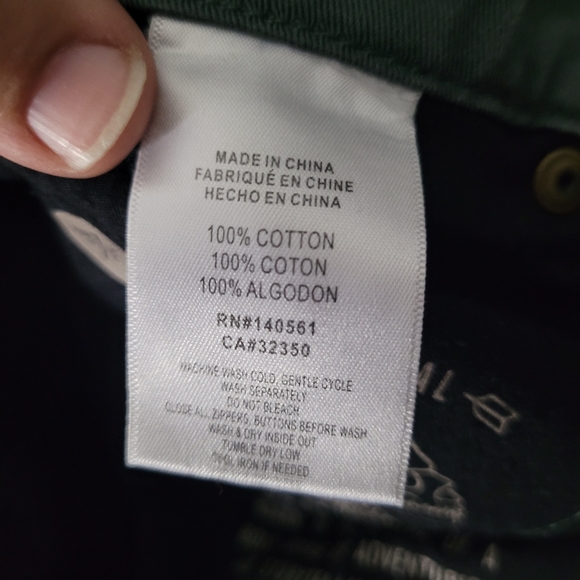 MADE IN CHINA
FABRIQUÉ EN CHINE
HECHO EN CHINA
100% COTTON
100% COTON
100% ALGODON
RN#140561
CA#32350
MACHINE WASH COLD, GENTLE CYCLE
WASH SEPARATELY
DO NOT BLEACH
CLOSE ALL ZIPPERS, BUTTONS BEFORE WASH
WASH & DRY INSIDE OUT
TUMBLE DRY LOW
COOL IRON IF NEEDED
ADVENTURE